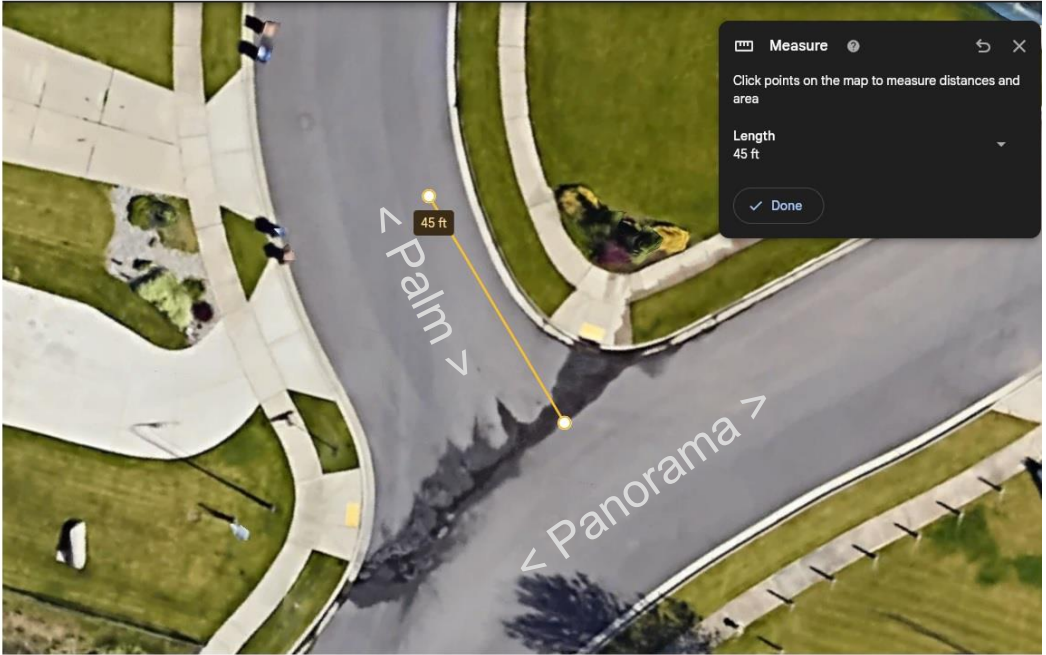 Measure
Click points on the map to measure distances and
area
Length
45 ft
Done
45 ft
< Palm >
< Panorama >